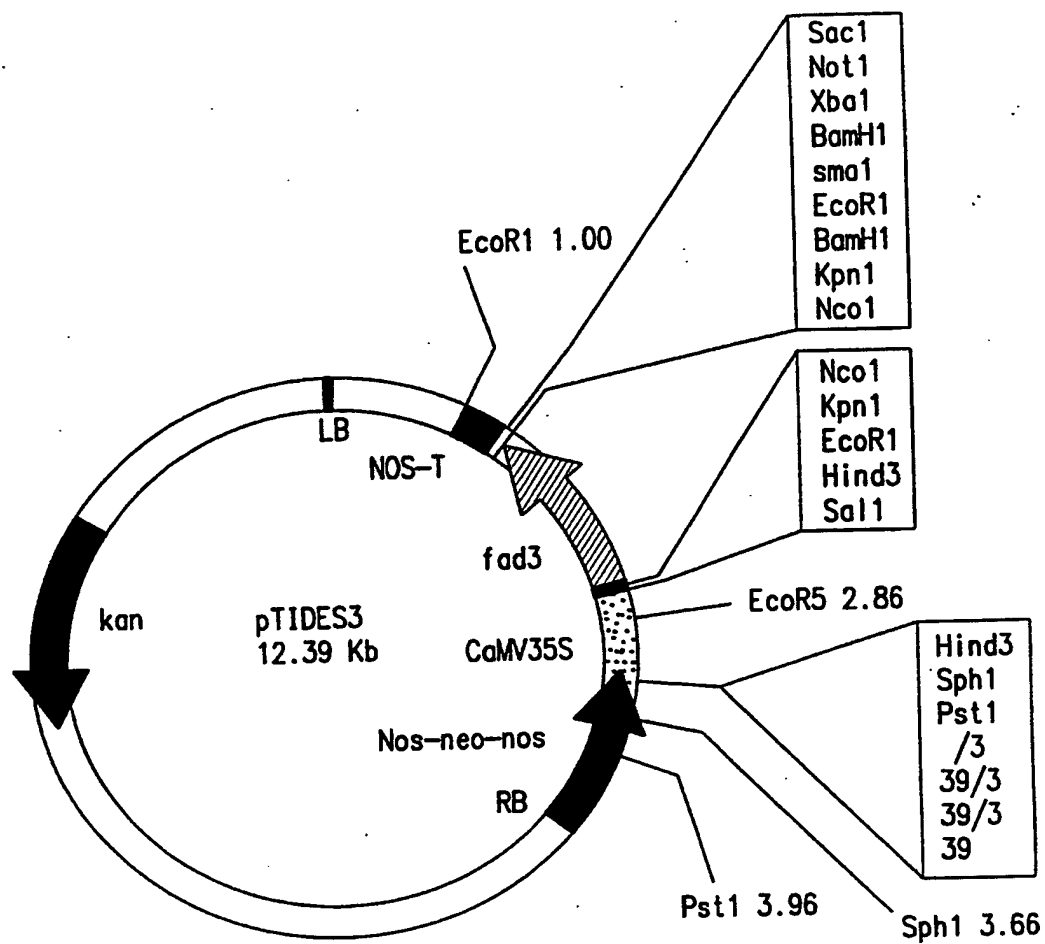 Sac1
Not1
Xba1
BamH1
sma1
EcoR1
BamH1
Kpn1
Nco1
EcoR1 1.00
Nco1
Kpn1
EcoR1
Hind3
Sal1
LB
NOS-T
fad3
EcoR5 2.86
kan
pTIDES3
12.39 Kb
CaMV35S
Hind3
Sph1
Pst1
/3
39/3
39/3
39
Nos-neo-nos
RB
Pst1 3.96
Sph1 3.66